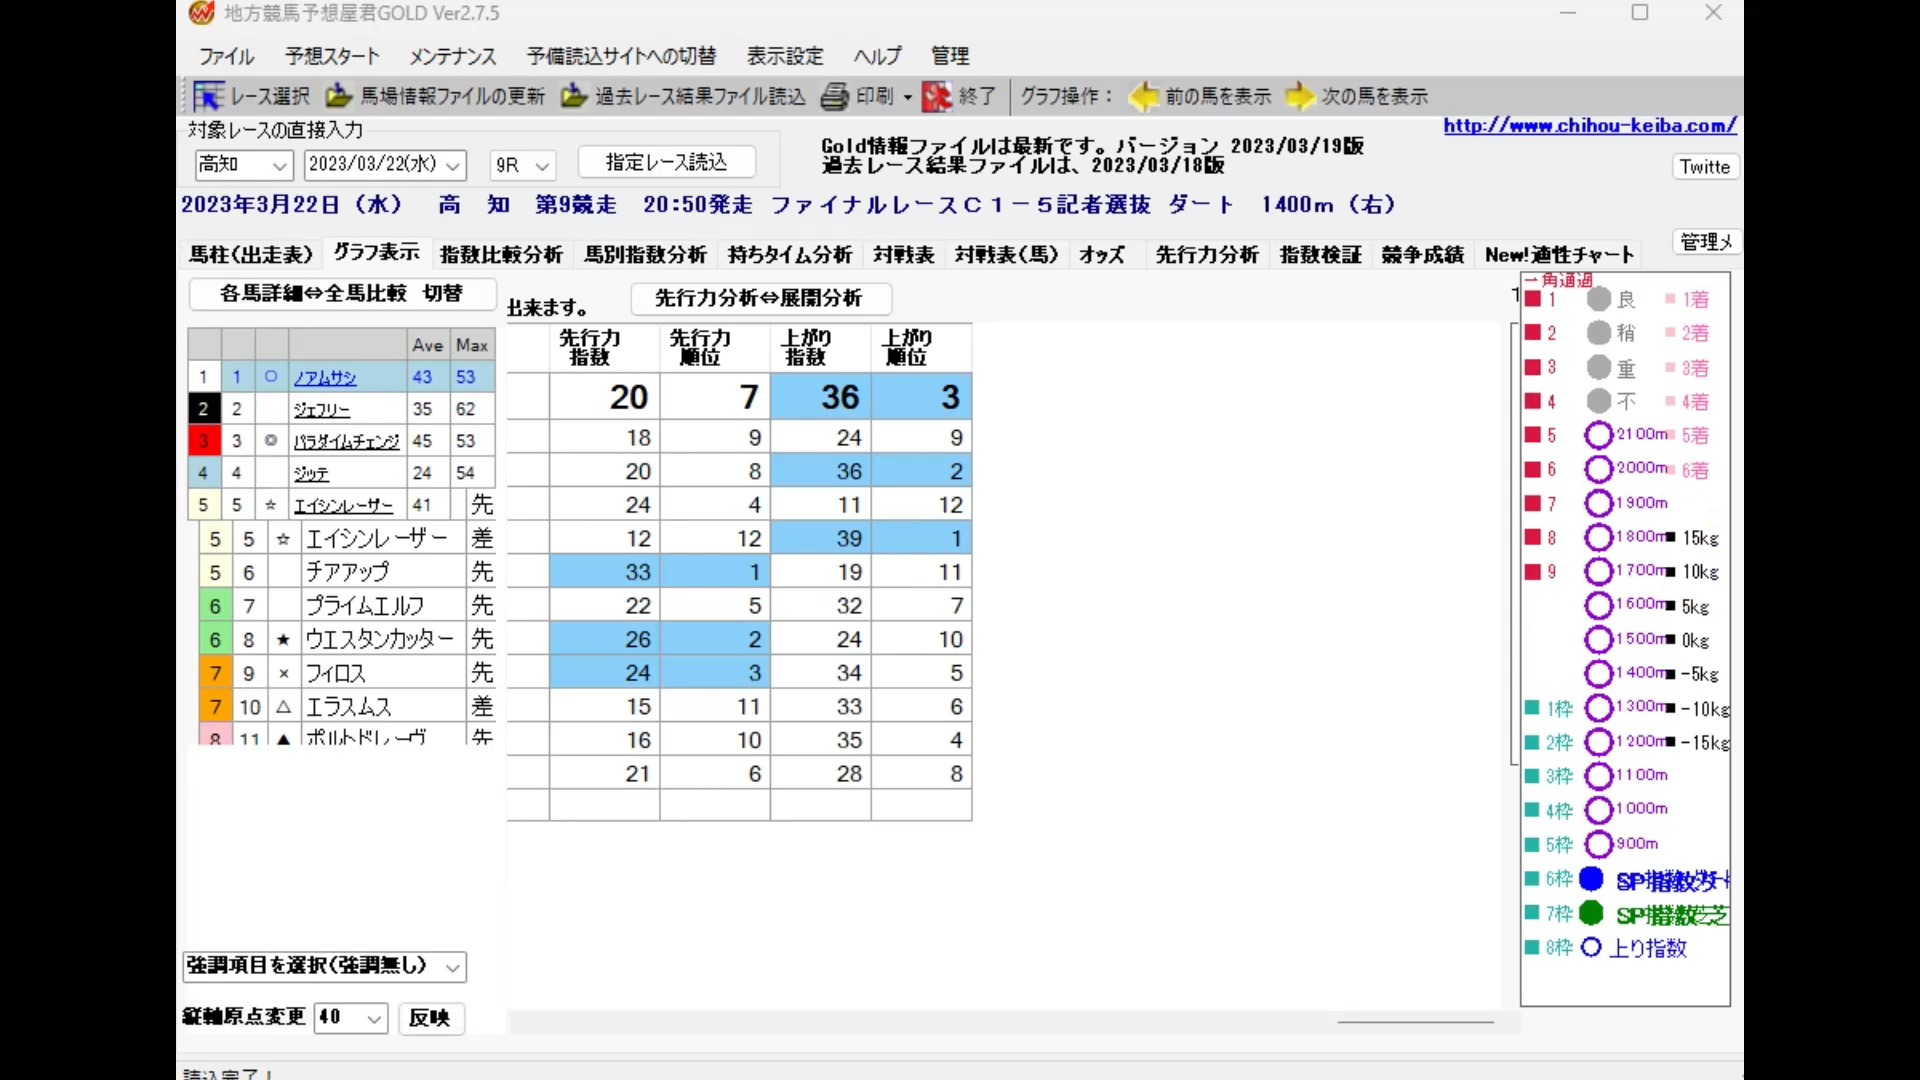 地方競馬予想屋君GOLD Ver2.7.5
ファイル 予想スタート メンテナンス 予備読込サイトへの切替 表示設定 ヘルプ 管理
レース選択 馬場情報ファイルの更新 過去レース結果ファイル読込 印刷 終了 グラフ操作： 前の馬を表示 次の馬を表示
対象レースの直接入力
http://www.chihou-keiba.com/
高知 2023/03/22(水) 9R 指定レース読込
Gold情報ファイルは最新です。バージョン 2023/03/19版
過去レース結果ファイルは、2023/03/18版
Twitte
2023年3月22日（水） 高 知 第9競走 20:50発走 ファイナルレースＣ１－５記者選抜 ダート 1400m（右）
管理メ
馬柱(出走表) グラフ表示 指数比較分析 馬別指数分析 持ちタイム分析 対戦表 対戦表(馬) オッズ 先行力分析 指数検証 競争成績 New!適性チャート
各馬詳細⇔全馬比較 切替
出来ます。
先行力分析⇔展開分析
Ave Max
1 1 ○ ノアムサシ 43 53
2 2 ジェフリー 35 62
3 3 ◎ パラダイムチェンジ 45 53
4 4 ジッテ 24 54
5 5 ☆ エイシンレーザー 41 先
5 5 ☆ エイシンレーザー 差
5 6 チアアップ 先
6 7 プライムエルフ 先
6 8 ★ ウエスタンカッター 先
7 9 × フィロス 先
7 10 △ エラスムス 差
8 11 ▲ ポルトドレーヴ 先
先行力指数 先行力順位 上がり指数 上がり順位
20 7 36 3
18 9 24 9
20 8 36 2
24 4 11 12
12 12 39 1
33 1 19 11
22 5 32 7
26 2 24 10
24 3 34 5
15 11 33 6
16 10 35 4
21 6 28 8
一角通過
1 良 1着
2 稍 2着
3 重 3着
4 不 4着
5 2100m 5着
6 2000m 6着
7 1900m
8 1800m 15kg
9 1700m 10kg
1600m 5kg
1500m 0kg
1400m -5kg
1枠 1300m -10kg
2枠 1200m -15kg
3枠 1100m
4枠 1000m
5枠 900m
6枠 SP指数
7枠 SP指数
8枠 上り指数
強調項目を選択(強調無し)
縦軸原点変更 40 反映
読込完了！